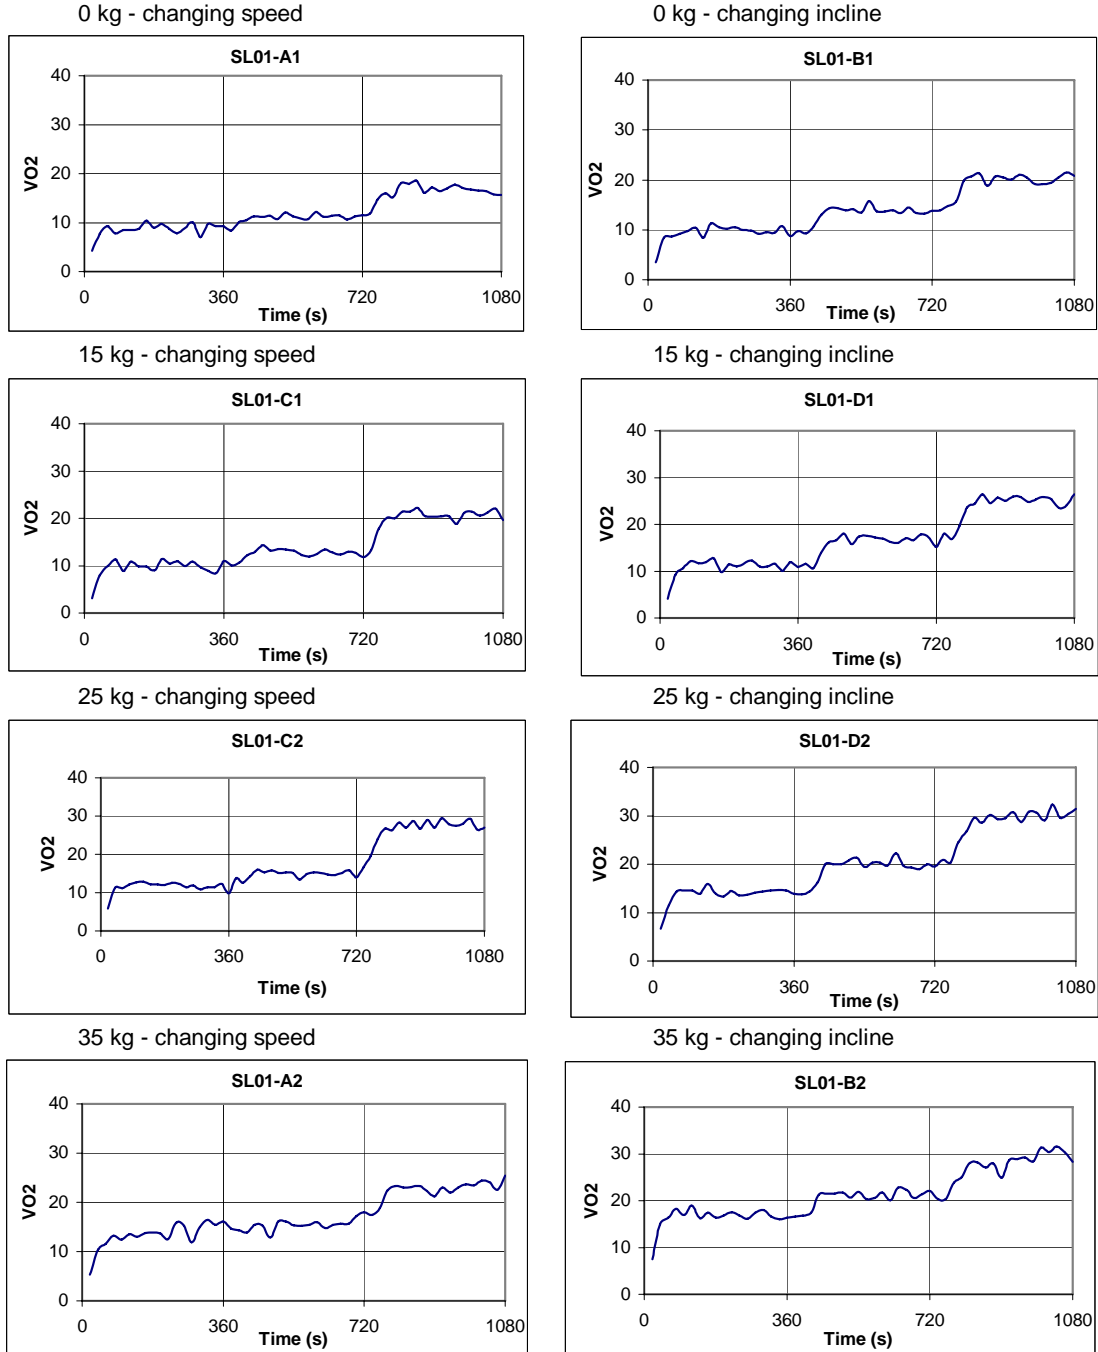 0 kg - changing speed
0 kg - changing incline
SL01-A1
40
30
20
10
0
VO2
0 360 720 1080
Time (s)
SL01-B1
40
30
20
10
0
VO2
0 360 720 1080
Time (s)
15 kg - changing speed
15 kg - changing incline
SL01-C1
40
30
20
10
0
VO2
0 360 720 1080
Time (s)
SL01-D1
40
30
20
10
0
VO2
0 360 720 1080
Time (s)
25 kg - changing speed
25 kg - changing incline
SL01-C2
40
30
20
10
0
VO2
0 360 720 1080
Time (s)
SL01-D2
40
30
20
10
0
VO2
0 360 720 1080
Time (s)
35 kg - changing speed
35 kg - changing incline
SL01-A2
40
30
20
10
0
VO2
0 360 720 1080
Time (s)
SL01-B2
40
30
20
10
0
VO2
0 360 720 1080
Time (s)